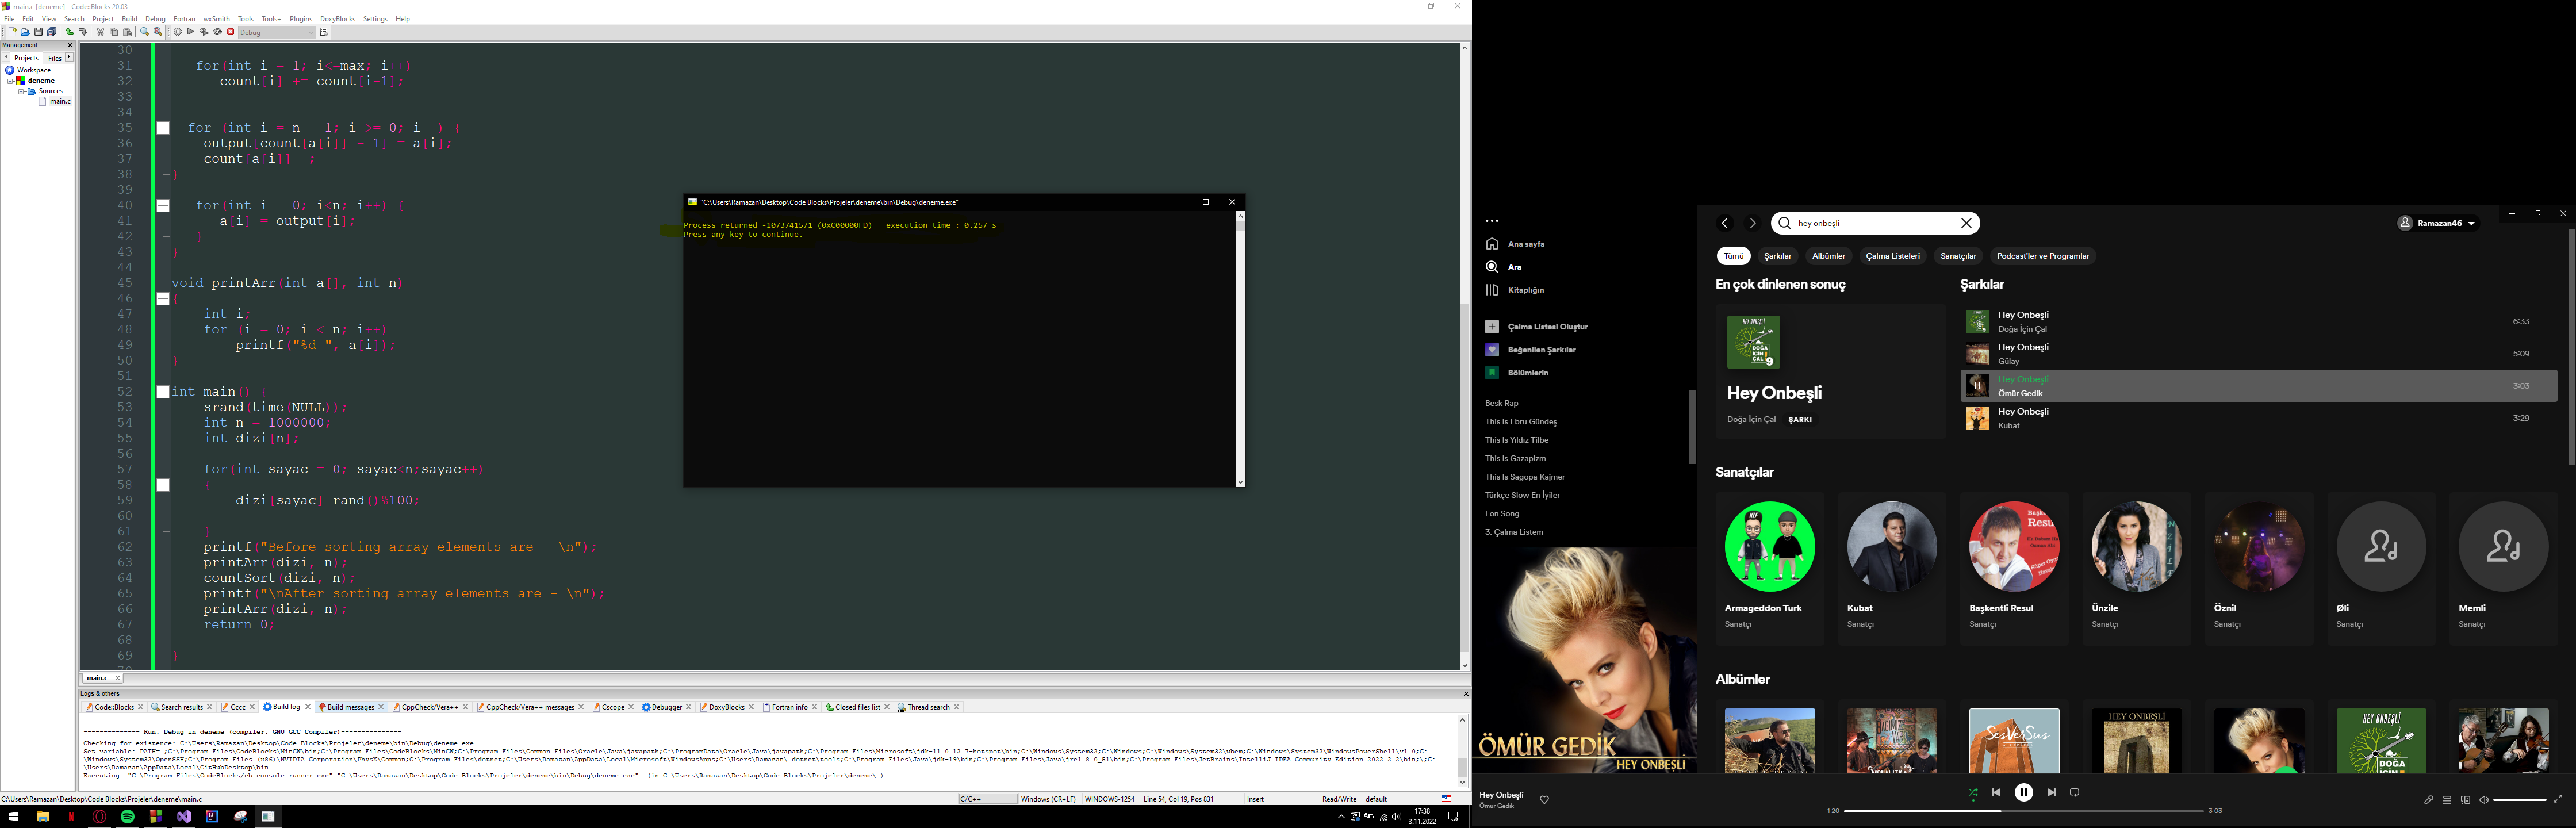 main.c [deneme] - Code::Blocks 20.03
File Edit View Search Project Build Debug Fortran wxSmith Tools Tools+ Plugins DoxyBlocks Settings Help
Debug
Management
Projects Files
Workspace
deneme
Sources
main.c
30
31 for(int i = 1; i<=max; i++)
32 count[i] += count[i-1];
33
34
35 for (int i = n - 1; i >= 0; i--) {
36 output[count[a[i]] - 1] = a[i];
37 count[a[i]]--;
38 }
39
40 for(int i = 0; i<n; i++) {
41 a[i] = output[i];
42 }
43 }
44
45 void printArr(int a[], int n)
46 {
47 int i;
48 for (i = 0; i < n; i++)
49 printf("%d ", a[i]);
50 }
51
52 int main() {
53 srand(time(NULL));
54 int n = 1000000;
55 int dizi[n];
56
57 for(int sayac = 0; sayac<n;sayac++)
58 {
59 dizi[sayac]=rand()%100;
60
61 }
62 printf("Before sorting array elements are - \n");
63 printArr(dizi, n);
64 countSort(dizi, n);
65 printf("\nAfter sorting array elements are - \n");
66 printArr(dizi, n);
67 return 0;
68
69 }
"C:\Users\Ramazan\Desktop\Code Blocks\Projeler\deneme\bin\Debug\deneme.exe"
Process returned -1073741571 (0xC00000FD) execution time : 0.257 s
Press any key to continue.
main.c
Logs & others
Code::Blocks Search results Cccc Build log Build messages CppCheck/Vera++ CppCheck/Vera++ messages Cscope Debugger DoxyBlocks Fortran info Closed files list Thread search
-------------- Run: Debug in deneme (compiler: GNU GCC Compiler)---------------
Checking for existence: C:\Users\Ramazan\Desktop\Code Blocks\Projeler\deneme\bin\Debug\deneme.exe
Set variable: PATH=.;C:\Program Files\CodeBlocks\MinGW\bin;C:\Program Files\CodeBlocks\MinGW;C:\Program Files\Common Files\Oracle\Java\javapath;C:\ProgramData\Oracle\Java\javapath;C:\Program Files\Microsoft\jdk-11.0.12.7-hotspot\bin;C:\Windows\System32;C:\Windows;C:\Windows\System32\wbem;C:\Windows\System32\WindowsPowerShell\v1.0;C:
\Windows\System32\OpenSSH;C:\Program Files (x86)\NVIDIA Corporation\PhysX\Common;C:\Program Files\dotnet;C:\Users\Ramazan\AppData\Local\Microsoft\WindowsApps;C:\Users\Ramazan\.dotnet\tools;C:\Program Files\Java\jdk-19\bin;C:\Program Files\Java\jre1.8.0_51\bin;C:\Program Files\JetBrains\IntelliJ IDEA Community Edition 2022.2.2\bin;\;C:
\Users\Ramazan\AppData\Local\GitHubDesktop\bin
Executing: "C:\Program Files\CodeBlocks/cb_console_runner.exe" "C:\Users\Ramazan\Desktop\Code Blocks\Projeler\deneme\bin\Debug\deneme.exe" (in C:\Users\Ramazan\Desktop\Code Blocks\Projeler\deneme\.)
C:\Users\Ramazan\Desktop\Code Blocks\Projeler\deneme\main.c C/C++ Windows (CR+LF) WINDOWS-1254 Line 54, Col 19, Pos 831 Insert Read/Write default
17:38
3.11.2022
Ana sayfa
Ara
Kitaplığın
Çalma Listesi Oluştur
Beğenilen Şarkılar
Bölümlerin
Besk Rap
This Is Ebru Gündeş
This Is Yıldız Tilbe
This Is Gazapizm
This Is Sagopa Kajmer
Türkçe Slow En İyiler
Fon Song
3. Çalma Listem
ÖMÜR GEDİK
HEY ONBEŞLİ
hey onbeşli
Ramazan46
Tümü Şarkılar Albümler Çalma Listeleri Sanatçılar Podcast'ler ve Programlar
En çok dinlenen sonuç
HEY ONBEŞLİ
DOĞA
İÇİN
ÇAL 9
Hey Onbeşli
Doğa İçin Çal ŞARKI
Şarkılar
Hey Onbeşli 6:33
Doğa İçin Çal
Hey Onbeşli 5:09
Gülay
Hey Onbeşli 3:03
Ömür Gedik
Hey Onbeşli 3:29
Kubat
Sanatçılar
Armageddon Turk Kubat Başkentli Resul Ünzile Öznil Øli Memli
Sanatçı Sanatçı Sanatçı Sanatçı Sanatçı Sanatçı Sanatçı
Albümler
SesVerSus
HEY ONBEŞLİ
HEY ONBEŞLİ
DOĞA
İÇİN
Hey Onbeşli
Ömür Gedik
1:20 3:03